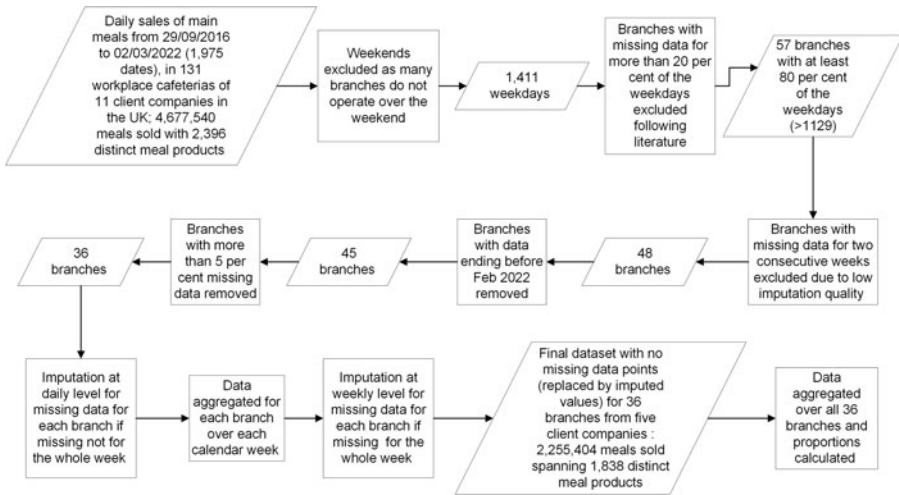 Daily sales of main
meals from 29/09/2016
to 02/03/2022 (1,975
dates), in 131
workplace cafeterias of
11 client companies in
the UK; 4,677,540
meals sold with 2,396
distinct meal products
Weekends
excluded as many
branches do not
operate over the
weekend
1,411
weekdays
Branches with
missing data for
more than 20 per
cent of the
weekdays
excluded
following
literature
57 branches
with at least
80 per cent
of the
weekdays
(>1129)
Branches with
missing data for two
consecutive weeks
excluded due to low
imputation quality
48
branches
Branches
with data
ending before
Feb 2022
removed
45
branches
Branches
with more
than 5 per
cent missing
data removed
36
branches
Imputation at
daily level for
missing data for
each branch if
missing not for
the whole week
Data
aggregated for
each branch
over each
calendar week
Imputation at
weekly level for
missing data for
each branch if
missing for the
whole week
Final dataset with no
missing data points
(replaced by imputed
values) for 36
branches from five
client companies :
2,255,404 meals sold
spanning 1,838 distinct
meal products
Data
aggregated
over all 36
branches and
proportions
calculated